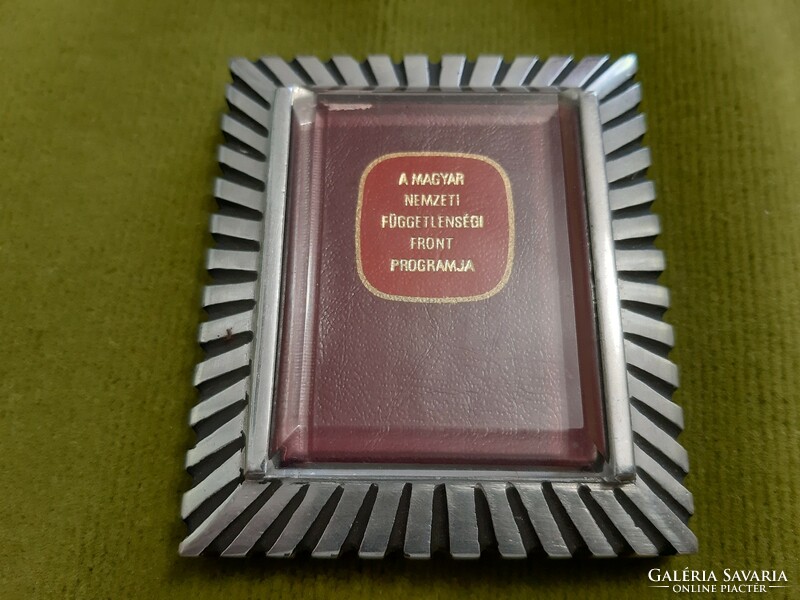 A MAGYAR
NEMZETI
FÜGGETLENSÉGI
FRONT
PROGRAMJA
GALÉRIA SAVARIA
ONLINE PIACTÉR